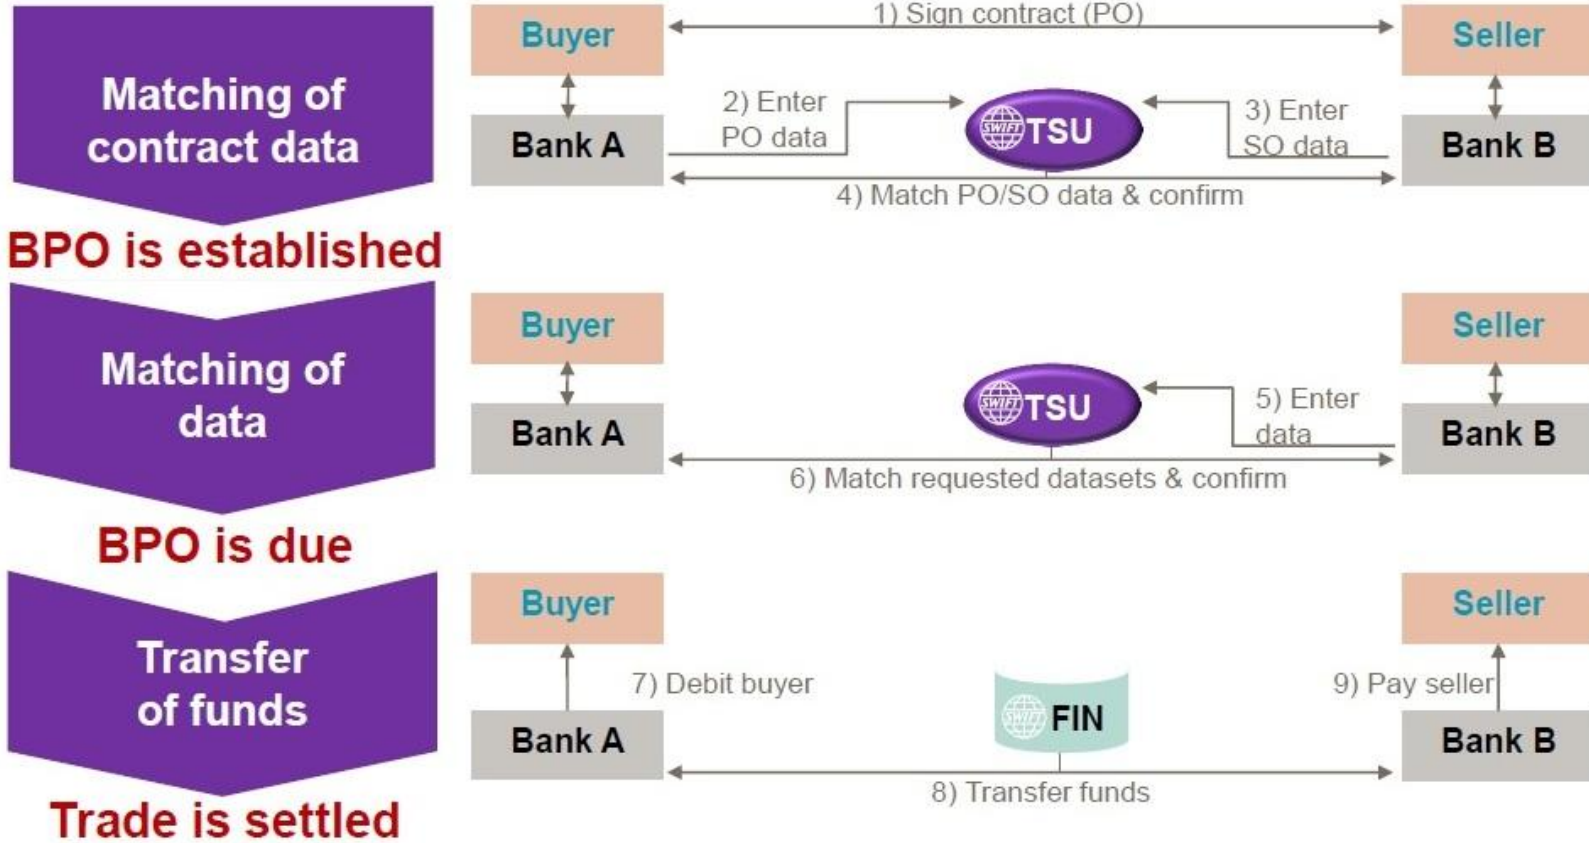 1) Sign contract (PO)
Buyer
Seller
Matching of
contract data
2) Enter
PO data
SWIFT TSU
3) Enter
SO data
Bank A
Bank B
4) Match PO/SO data & confirm
BPO is established
Buyer
Seller
Matching of
data
SWIFT TSU
5) Enter
data
Bank A
Bank B
6) Match requested datasets & confirm
BPO is due
Buyer
Seller
Transfer
of funds
7) Debit buyer
9) Pay seller
SWIFT FIN
Bank A
Bank B
8) Transfer funds
Trade is settled